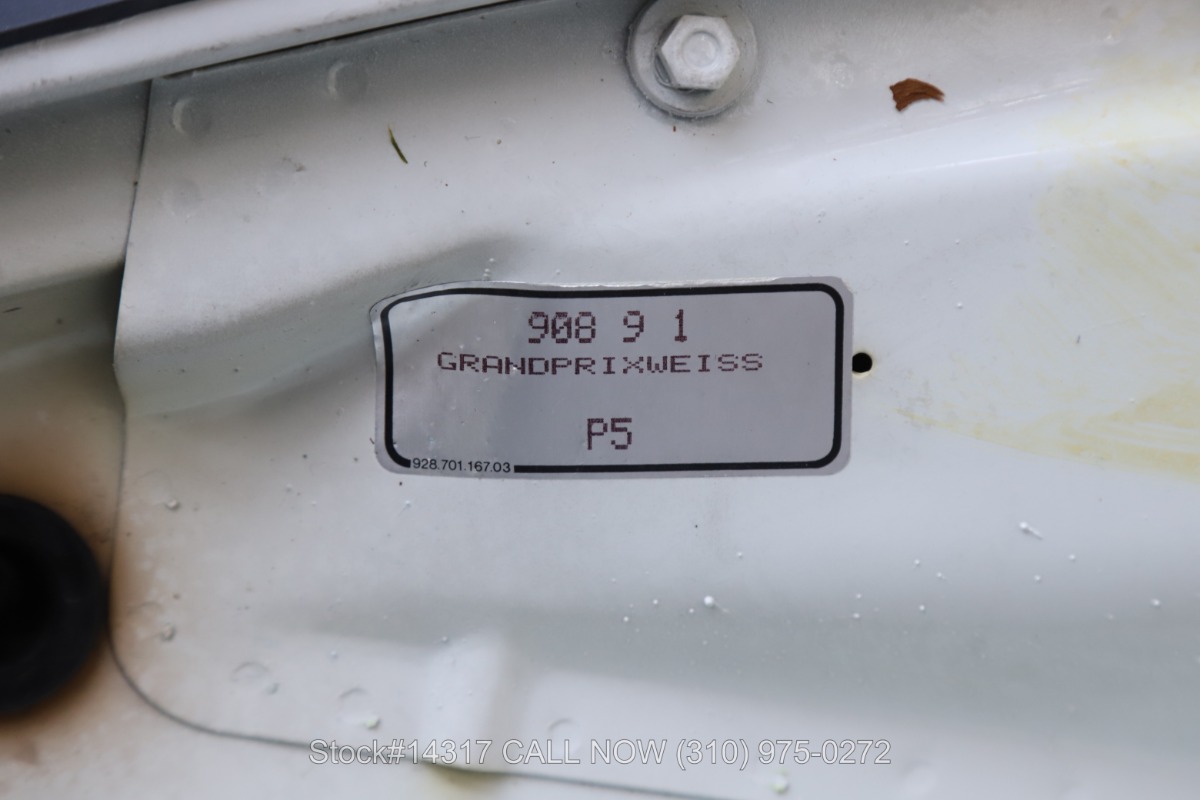 908 9 1
GRANDPRIXWEISS
P5
928.701.167.03
Stock#14317 CALL NOW (310) 975-0272